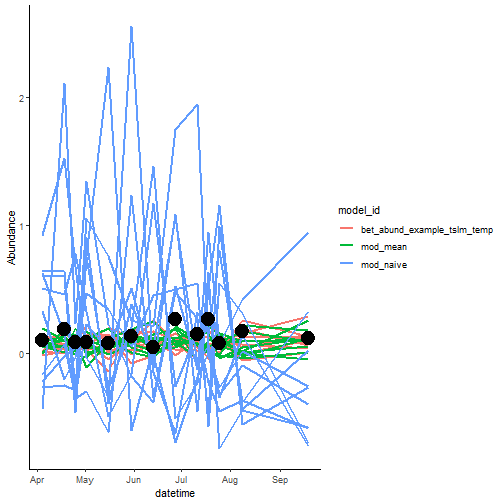 2
1
0
Abundance
Apr May Jun Jul Aug Sep
datetime
model_id
bet_abund_example_tslm_temp
mod_mean
mod_naive